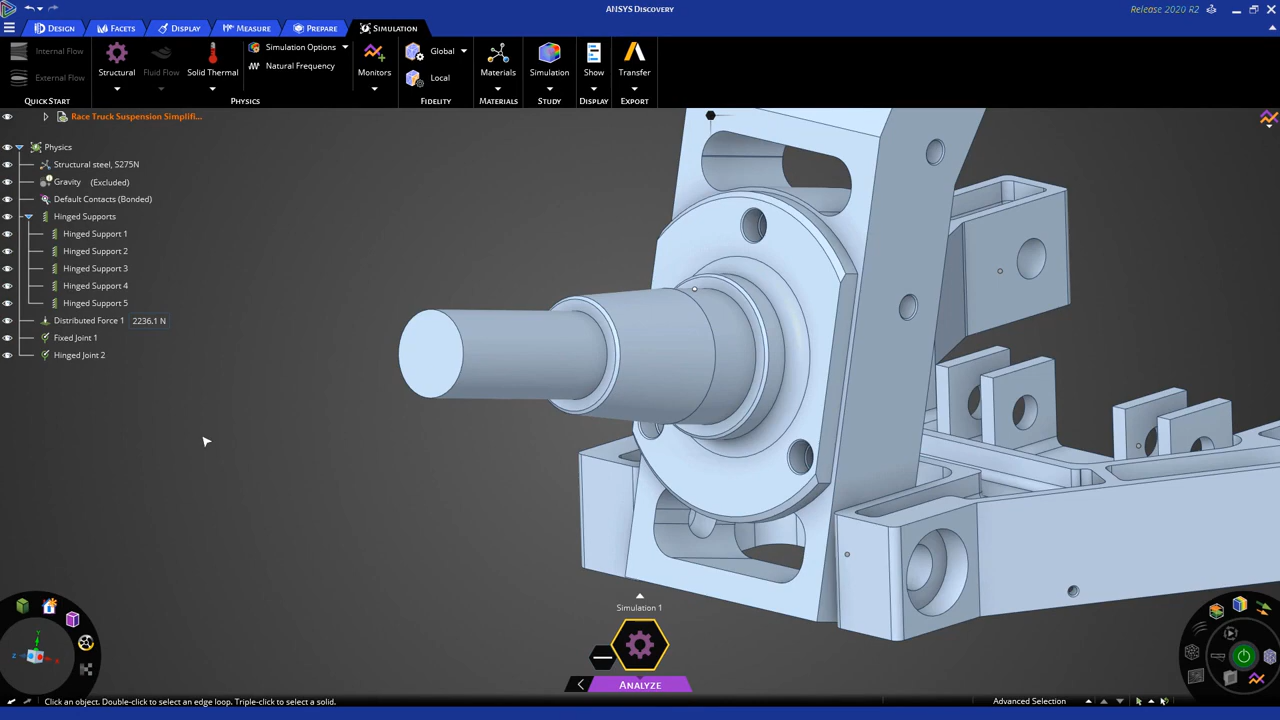 ANSYS Discovery
Release 2020 R2
DESIGN
FACETS
DISPLAY
MEASURE
PREPARE
SIMULATION
Internal Flow
External Flow
QUICK START
Structural
Fluid Flow
Solid Thermal
Simulation Options
Natural Frequency
PHYSICS
Monitors
Global
Local
FIDELITY
Materials
MATERIALS
Simulation
STUDY
Show
DISPLAY
Transfer
EXPORT
Race Truck Suspension Simplifi...
Physics
Structural steel, S275N
Gravity (Excluded)
Default Contacts (Bonded)
Hinged Supports
Hinged Support 1
Hinged Support 2
Hinged Support 3
Hinged Support 4
Hinged Support 5
Distributed Force 1 2236.1 N
Fixed Joint 1
Hinged Joint 2
Y
Z
X
Simulation 1
ANALYZE
Click an object. Double-click to select an edge loop. Triple-click to select a solid.
Advanced Selection